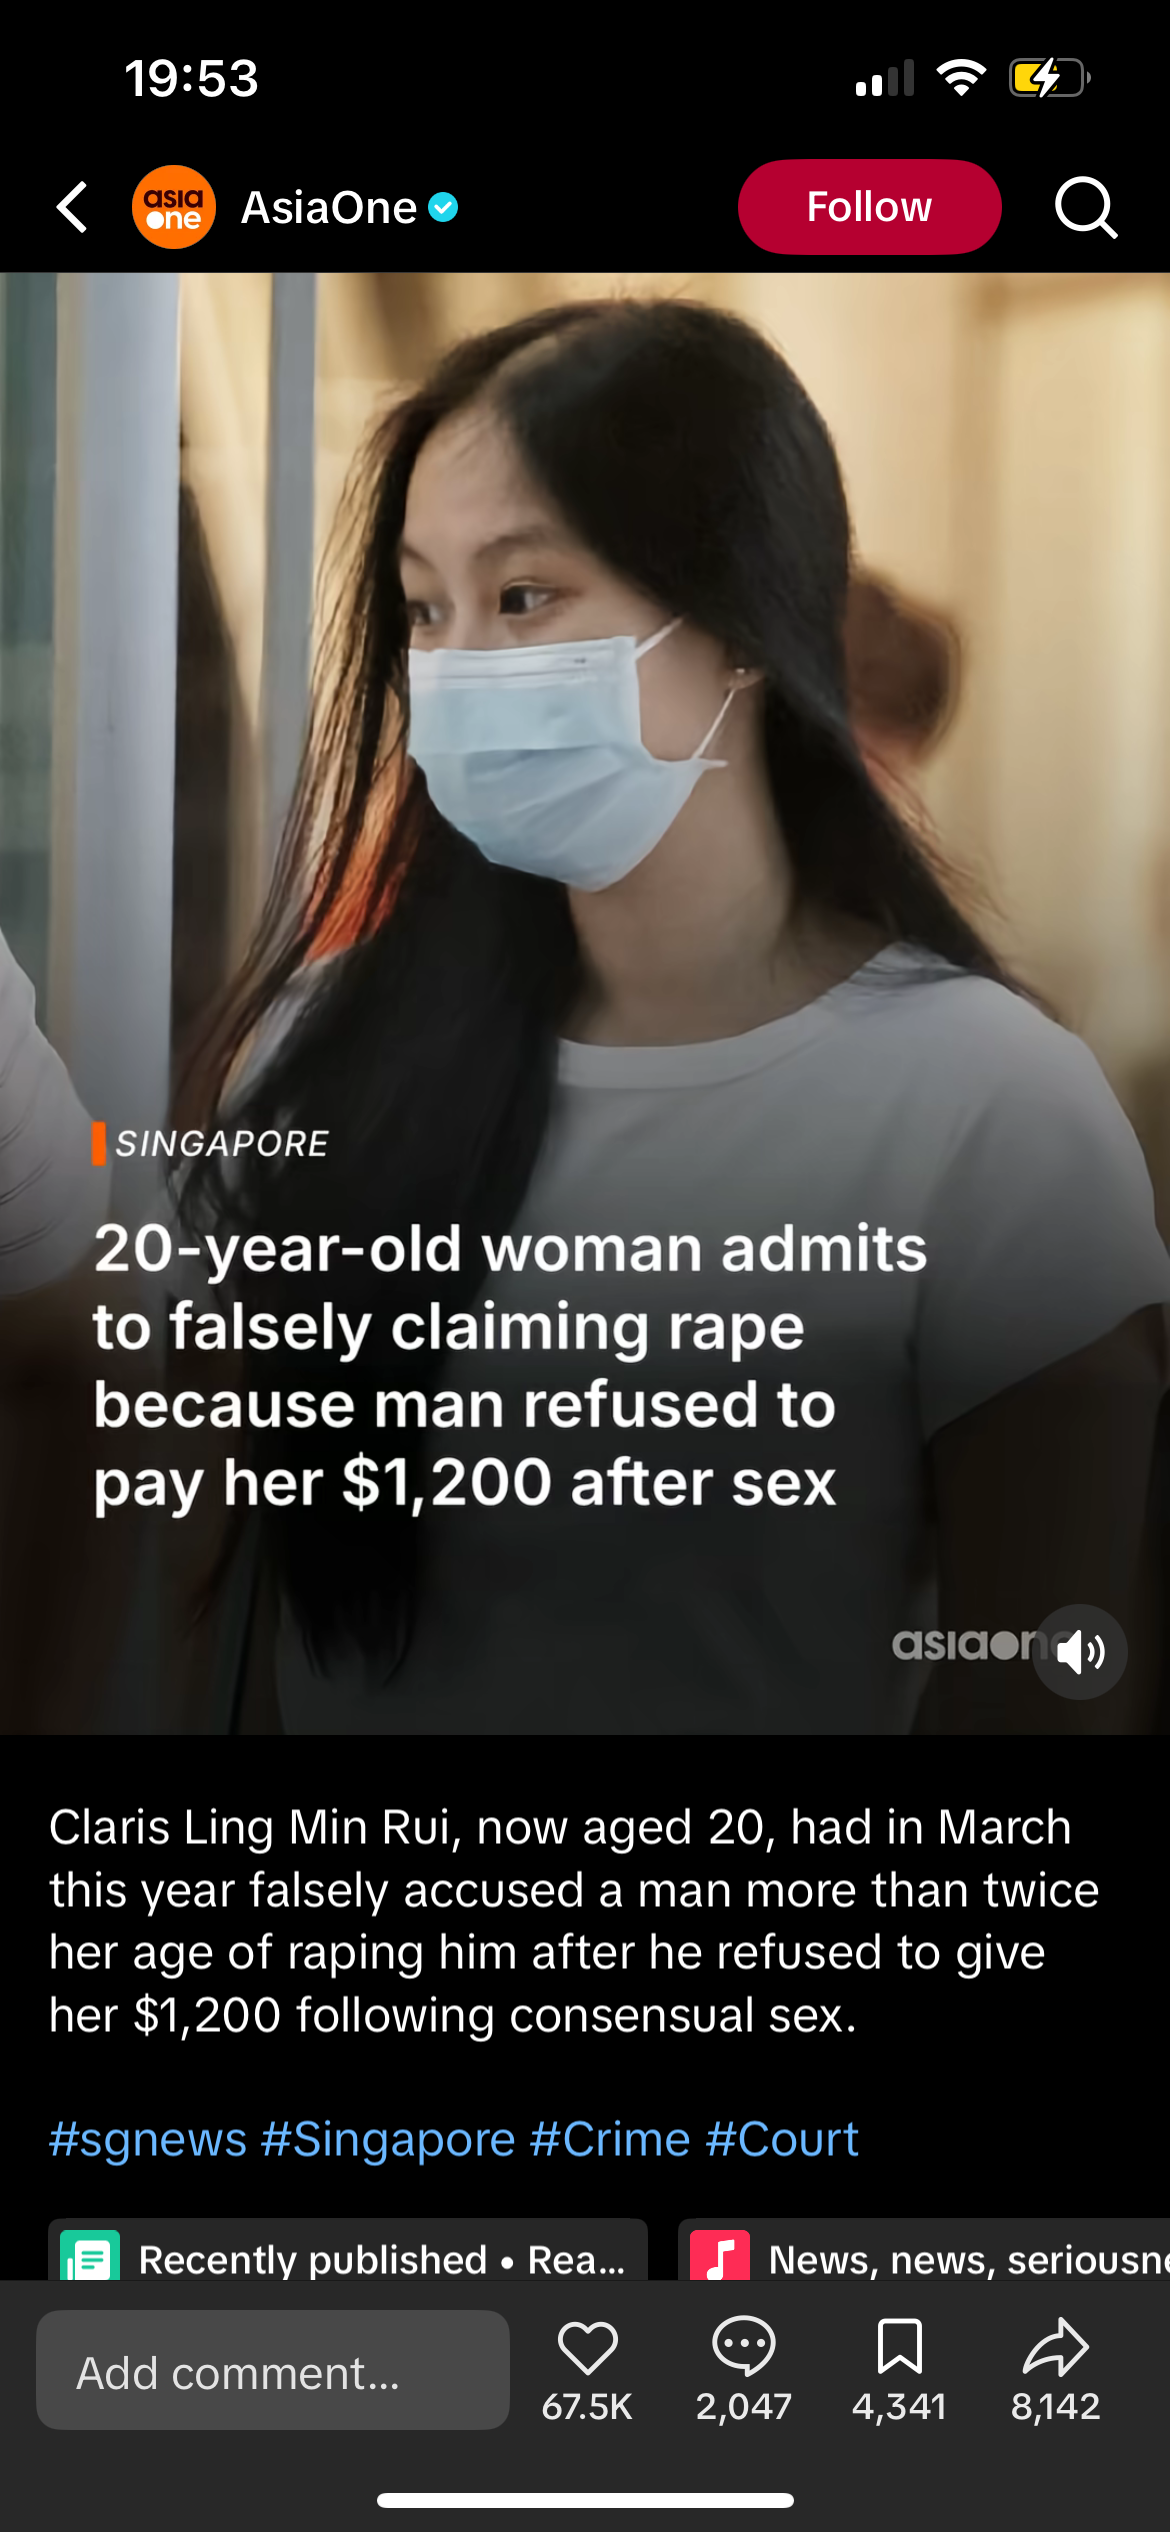 19:53
asia
one
AsiaOne
Follow
SINGAPORE
20-year-old woman admits
to falsely claiming rape
because man refused to
pay her $1,200 after sex
asiaon
Claris Ling Min Rui, now aged 20, had in March
this year falsely accused a man more than twice
her age of raping him after he refused to give
her $1,200 following consensual sex.
#sgnews #Singapore #Crime #Court
Recently published • Rea...
News, news, seriousne
Add comment...
67.5K
2,047
4,341
8,142